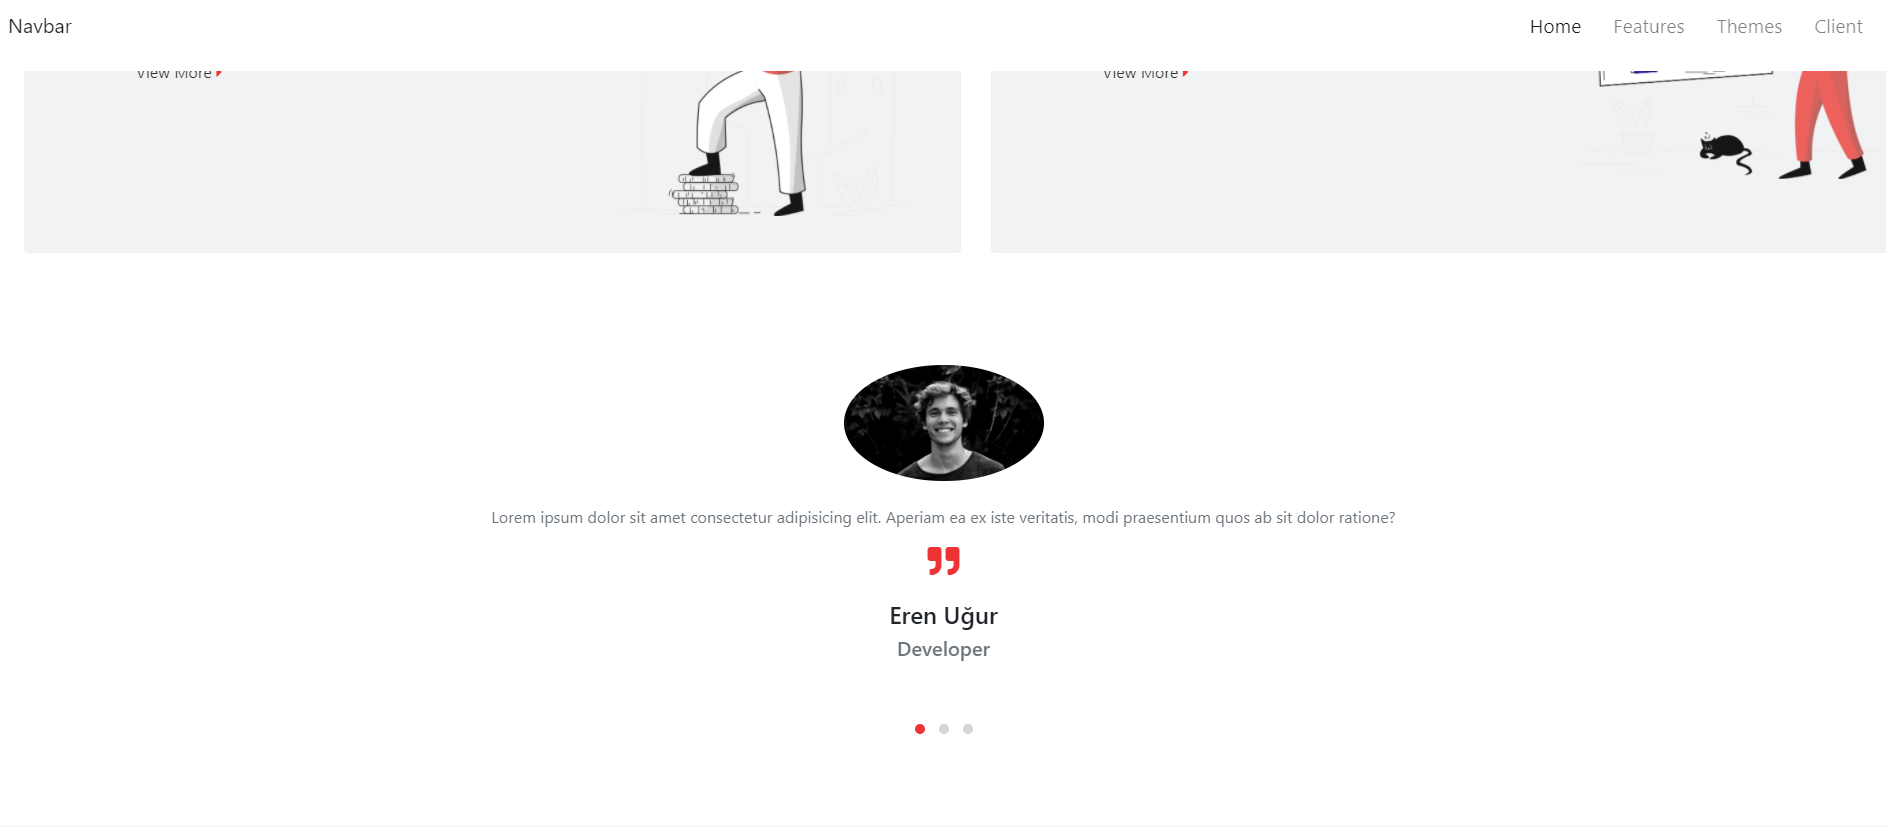 Navbar
Home Features Themes Client
View More
View More
Lorem ipsum dolor sit amet consectetur adipisicing elit. Aperiam ea ex iste veritatis, modi praesentium quos ab sit dolor ratione?
Eren Uğur
Developer